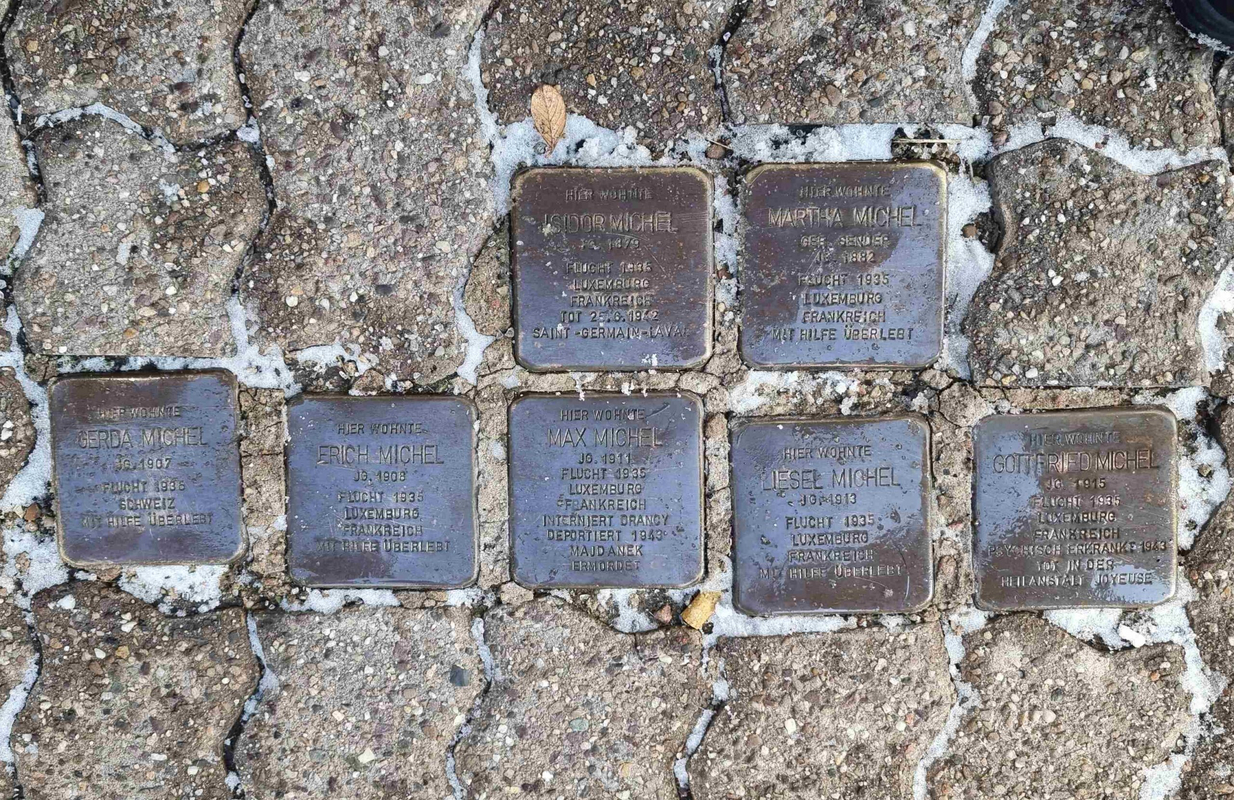 HIER WOHNTE
ISIDOR MICHEL
JG. 1879
FLUCHT 1935
LUXEMBURG
FRANKREICH
TOT 25.6.1942
SAINT-GERMAIN-LAVAL
HIER WOHNTE
MARTHA MICHEL
GEB. BENDER
JG. 1882
FLUCHT 1935
LUXEMBURG
FRANKREICH
MIT HILFE ÜBERLEBT
HIER WOHNTE
GERDA MICHEL
JG. 1907
FLUCHT 1935
SCHWEIZ
MIT HILFE ÜBERLEBT
HIER WOHNTE
ERICH MICHEL
JG. 1908
FLUCHT 1935
LUXEMBURG
FRANKREICH
MIT HILFE ÜBERLEBT
HIER WOHNTE
MAX MICHEL
JG. 1911
FLUCHT 1935
LUXEMBURG
FRANKREICH
INTERNIERT DRANCY
DEPORTIERT 1943
MAJDANEK
ERMORDET
HIER WOHNTE
LIESEL MICHEL
JG. 1913
FLUCHT 1935
LUXEMBURG
FRANKREICH
MIT HILFE ÜBERLEBT
HIER WOHNTE
GOTTFRIED MICHEL
JG. 1915
FLUCHT 1935
LUXEMBURG
FRANKREICH
PSYCHISCH ERKRANKT 1943
TOT IN DER
HEILANSTALT JOYEUSE